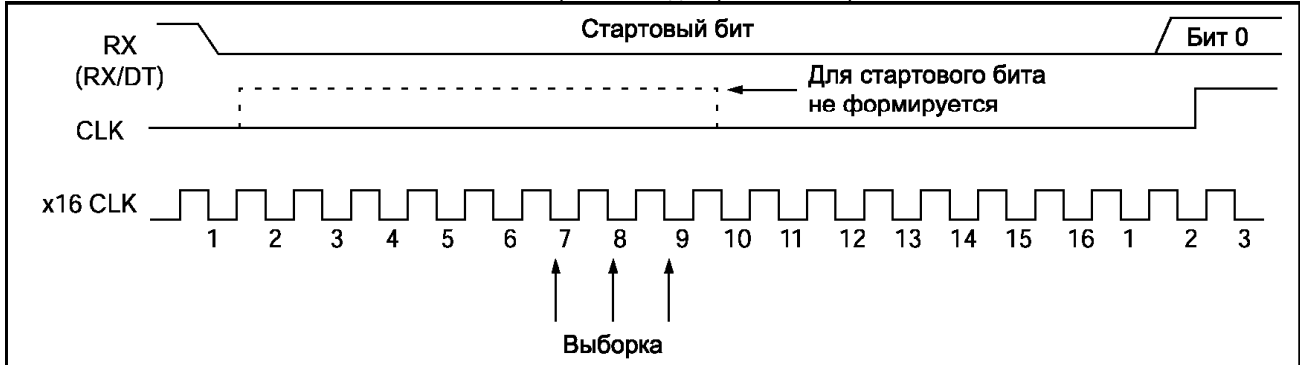 Стартовый бит
RX
(RX/DT)
Бит 0
Для стартового бита
не формируется
CLK
x16 CLK
1 2 3 4 5 6 7 8 9 10 11 12 13 14 15 16 1 2 3
Выборка